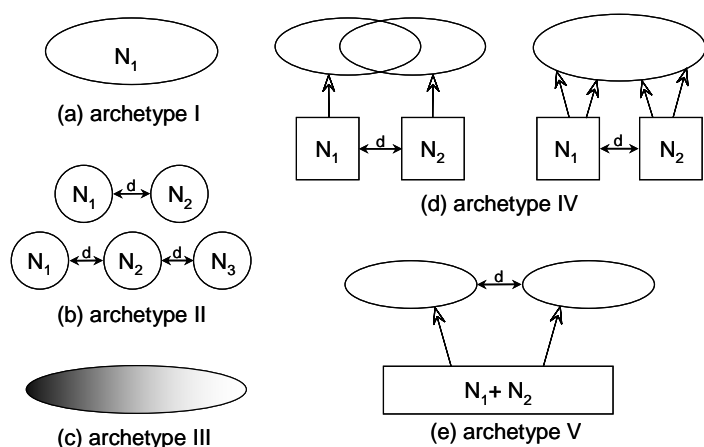 N1
(a) archetype I
N1 d N2
N1 d N2 d N3
(b) archetype II
(c) archetype III
N1 d N2 N1 d N2
(d) archetype IV
d
N1+ N2
(e) archetype V